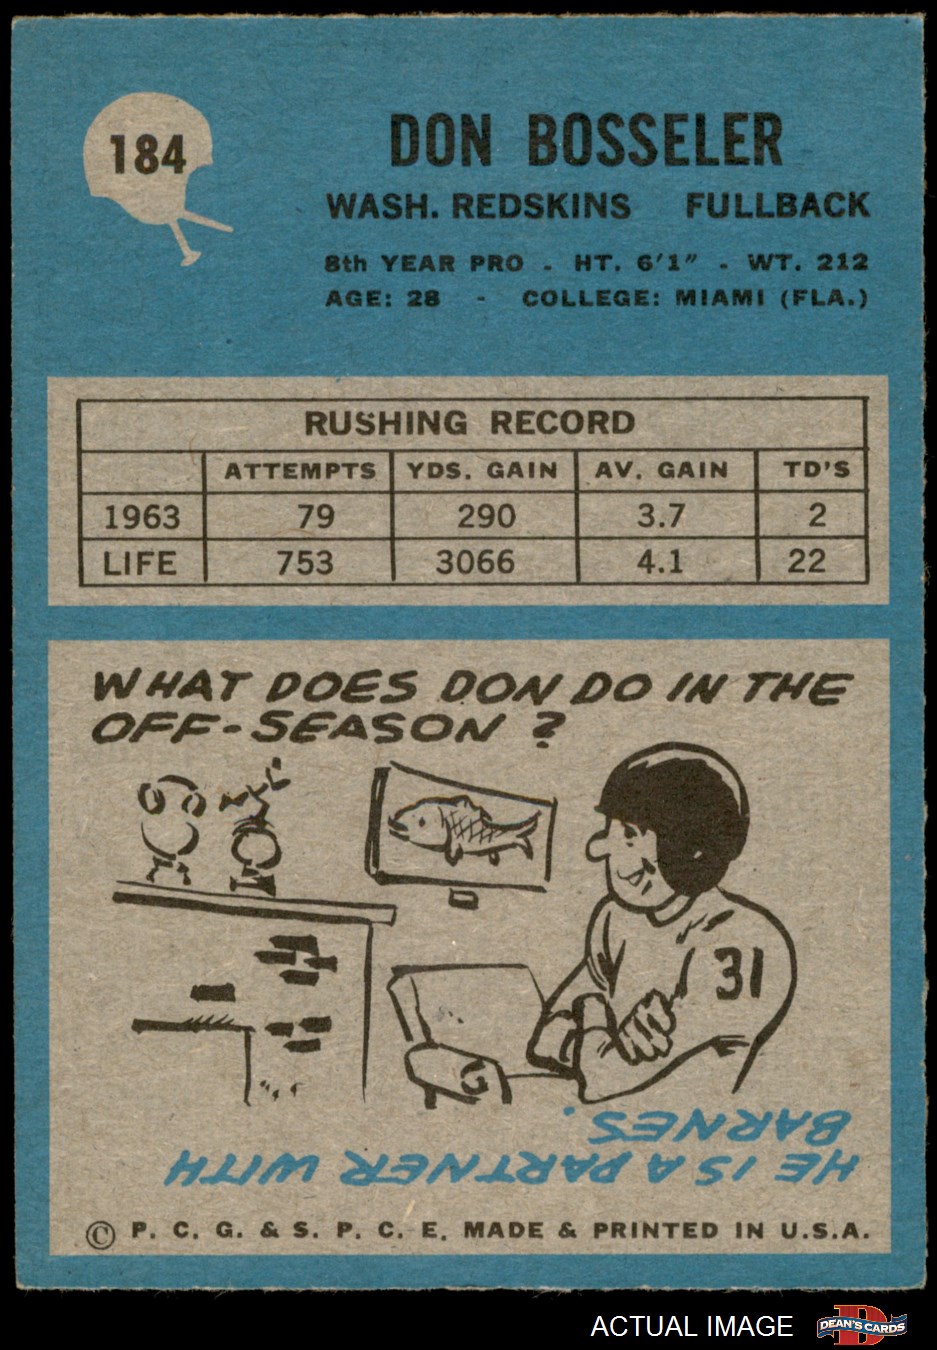 184
DON BOSSELER
WASH. REDSKINS FULLBACK
8th YEAR PRO - HT. 6'1" - WT. 212
AGE: 28 - COLLEGE: MIAMI (FLA.)
RUSHING RECORD
ATTEMPTS YDS. GAIN AV. GAIN TD'S
1963 79 290 3.7 2
LIFE 753 3066 4.1 22
WHAT DOES DON DO IN THE
OFF-SEASON ?
31
HE IS A PARTNER WITH
BARNES.
© P. C. G. & S. P. C. E. MADE & PRINTED IN U.S.A.
ACTUAL IMAGE
DEAN'S CARDS